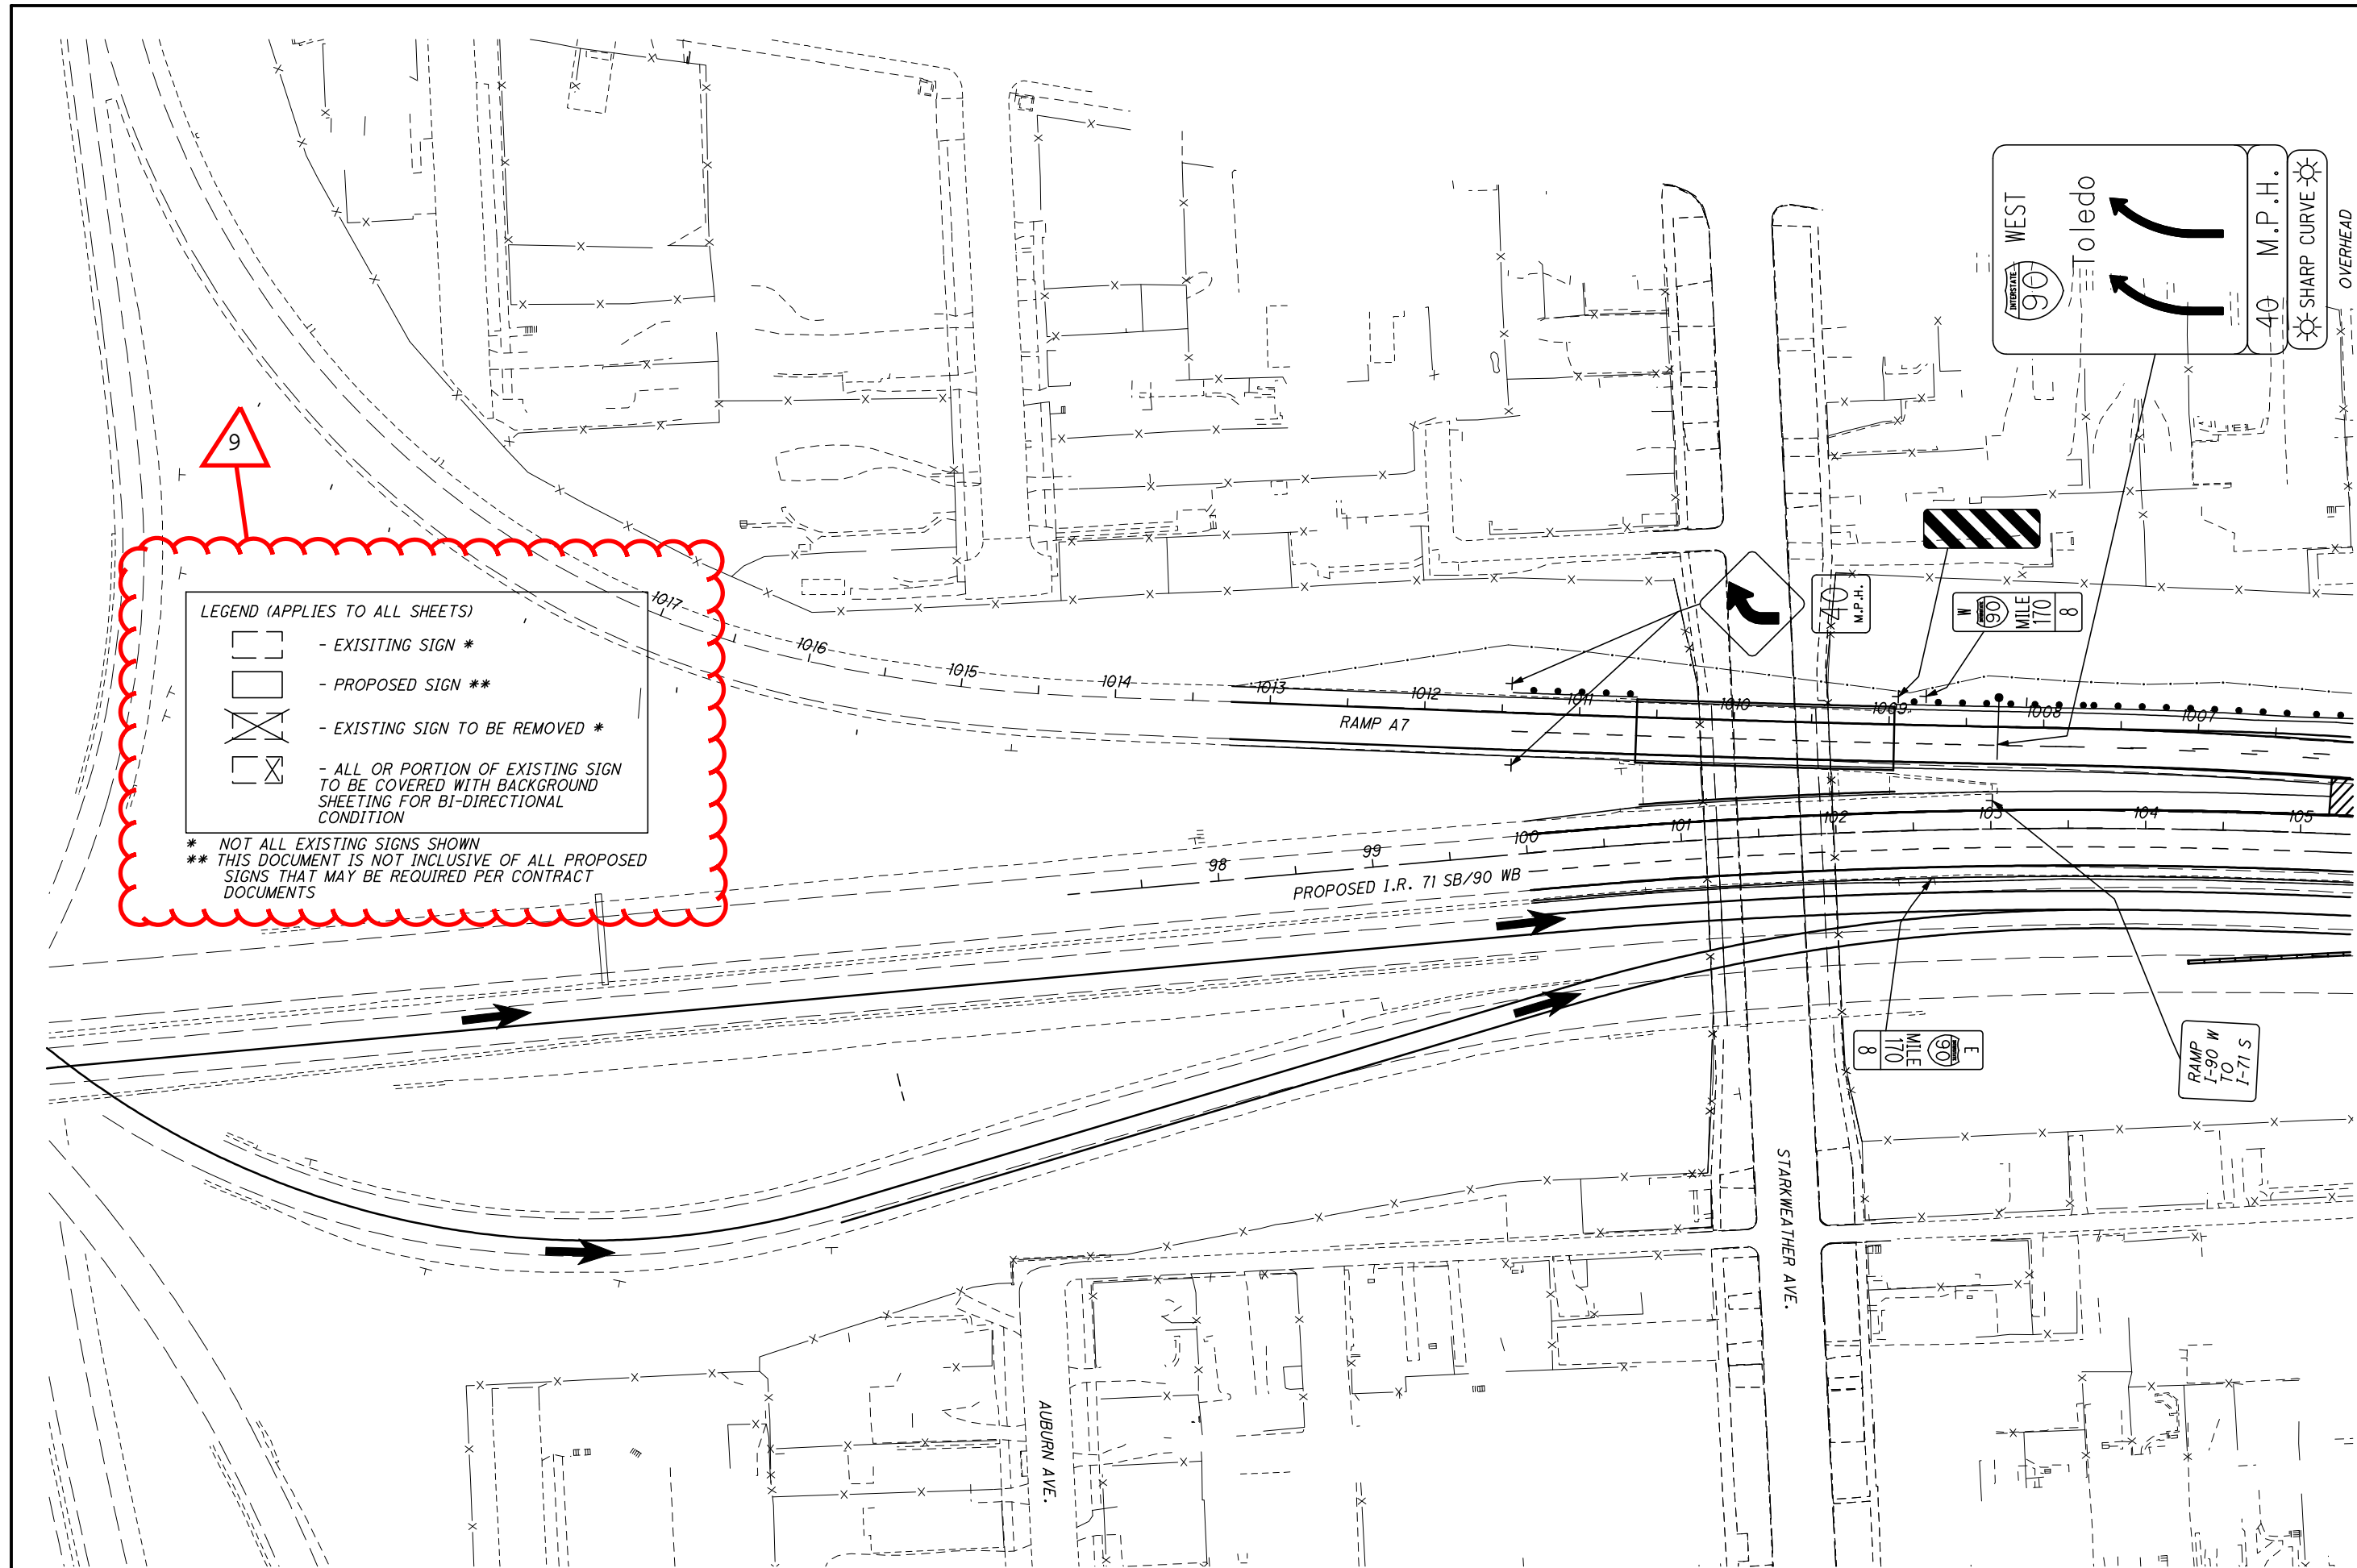 9
LEGEND (APPLIES TO ALL SHEETS)
- EXISITING SIGN *
- PROPOSED SIGN **
- EXISTING SIGN TO BE REMOVED *
X
- ALL OR PORTION OF EXISTING SIGN
TO BE COVERED WITH BACKGROUND
SHEETING FOR BI-DIRECTIONAL
CONDITION
* NOT ALL EXISTING SIGNS SHOWN
** THIS DOCUMENT IS NOT INCLUSIVE OF ALL PROPOSED
SIGNS THAT MAY BE REQUIRED PER CONTRACT
DOCUMENTS
INTERSTATE
90
WEST
Toledo
40 M.P.H.
SHARP CURVE
OVERHEAD
40
M.P.H.
W
90
MILE
170
8
1017
1016
1015
1014
1013
1012
1011
1010
1009
1008
1007
RAMP A7
98
99
100
101
102
103
104
105
PROPOSED I.R. 71 SB/90 WB
E
90
MILE
170
8
RAMP
I-90 W
TO
I-71 S
STARKWEATHER AVE.
AUBURN AVE.